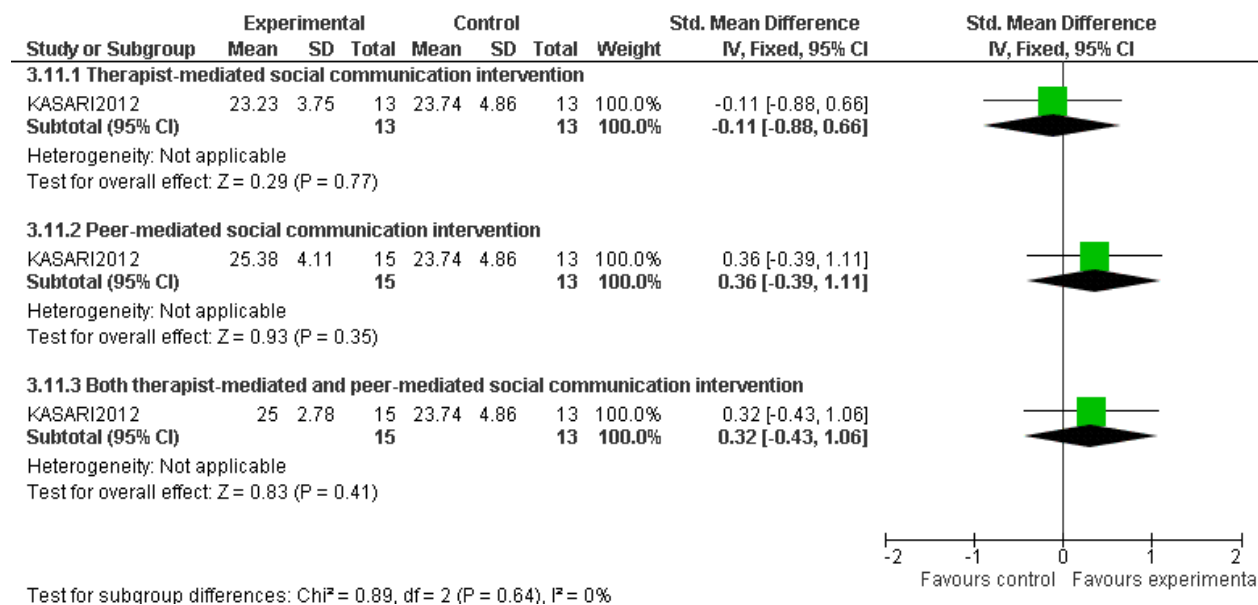 Experimental Control Std. Mean Difference Std. Mean Difference
Study or Subgroup Mean SD Total Mean SD Total Weight IV, Fixed, 95% CI IV, Fixed, 95% CI
3.11.1 Therapist-mediated social communication intervention
KASARI2012 23.23 3.75 13 23.74 4.86 13 100.0% -0.11 [-0.88, 0.66]
Subtotal (95% CI) 13 13 100.0% -0.11 [-0.88, 0.66]
Heterogeneity: Not applicable
Test for overall effect: Z = 0.29 (P = 0.77)
3.11.2 Peer-mediated social communication intervention
KASARI2012 25.38 4.11 15 23.74 4.86 13 100.0% 0.36 [-0.39, 1.11]
Subtotal (95% CI) 15 13 100.0% 0.36 [-0.39, 1.11]
Heterogeneity: Not applicable
Test for overall effect: Z = 0.93 (P = 0.35)
3.11.3 Both therapist-mediated and peer-mediated social communication intervention
KASARI2012 25 2.78 15 23.74 4.86 13 100.0% 0.32 [-0.43, 1.06]
Subtotal (95% CI) 15 13 100.0% 0.32 [-0.43, 1.06]
Heterogeneity: Not applicable
Test for overall effect: Z = 0.83 (P = 0.41)
-2 -1 0 1 2
Favours control Favours experimenta
Test for subgroup differences: Chi² = 0.89, df = 2 (P = 0.64), I² = 0%